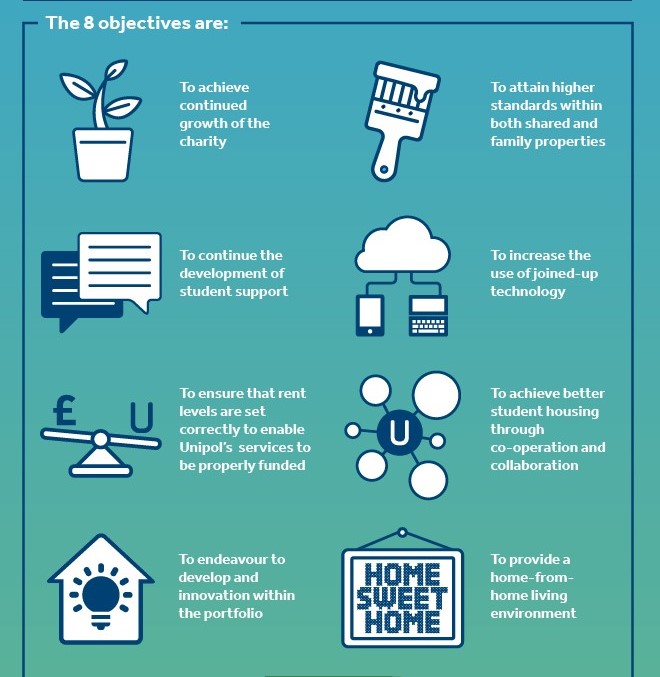 The 8 objectives are:
To achieve
continued
growth of the
charity
To attain higher
standards within
both shared and
family properties
To continue the
development of
student support
To increase the
use of joined-up
technology
£ U
To ensure that rent
levels are set
correctly to enable
Unipol's services to
be properly funded
U
To achieve better
student housing
through
co-operation and
collaboration
To endeavour to
develop and
innovation within
the portfolio
HOME
SWEET
HOME
To provide a
home-from-
home living
environment